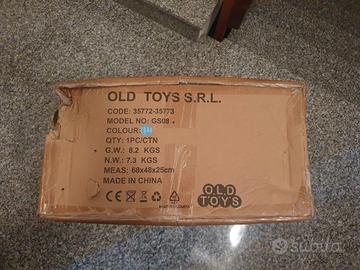 OLD TOYS S.R.L.
CODE: 35772-35773
MODEL NO: GS08
COLOUR:
QTY: 1PC/CTN
G.W.: 8.2 KGS
N.W.: 7.3 KGS
MEAS: 68x48x25cm
MADE IN CHINA
CE
OLD
TOYS
subito